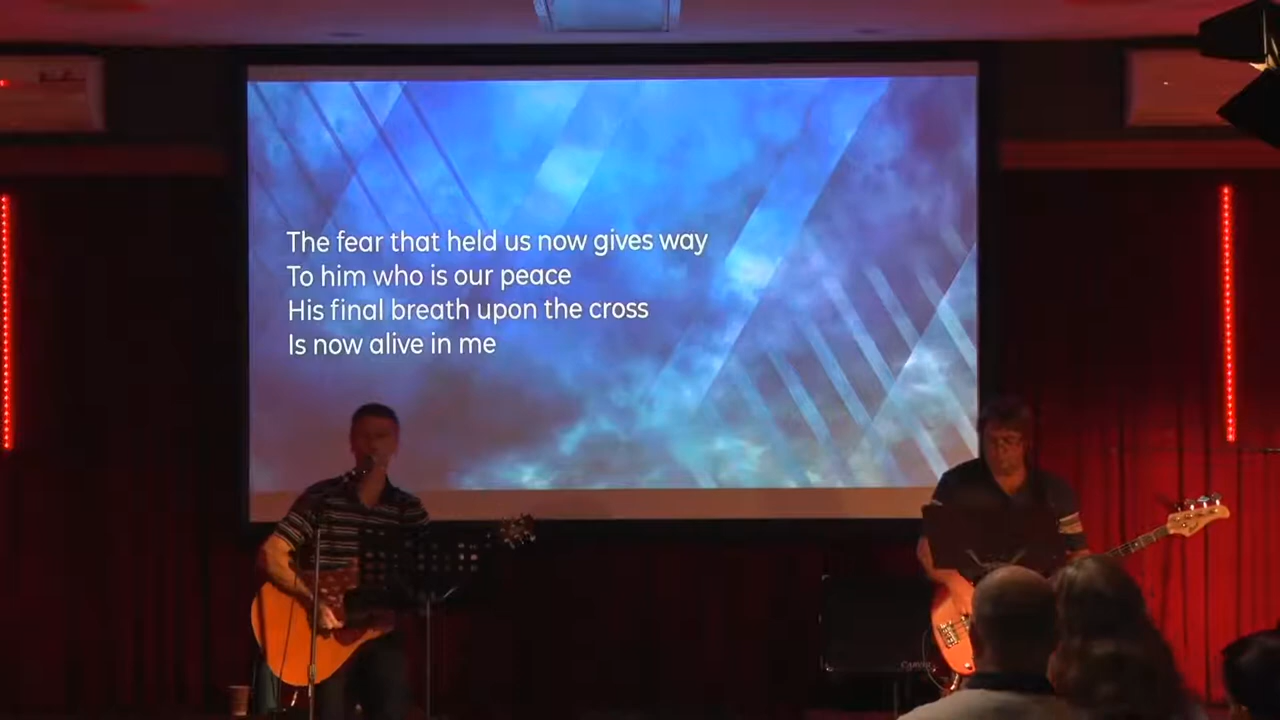 The fear that held us now gives way
To him who is our peace
His final breath upon the cross
Is now alive in me